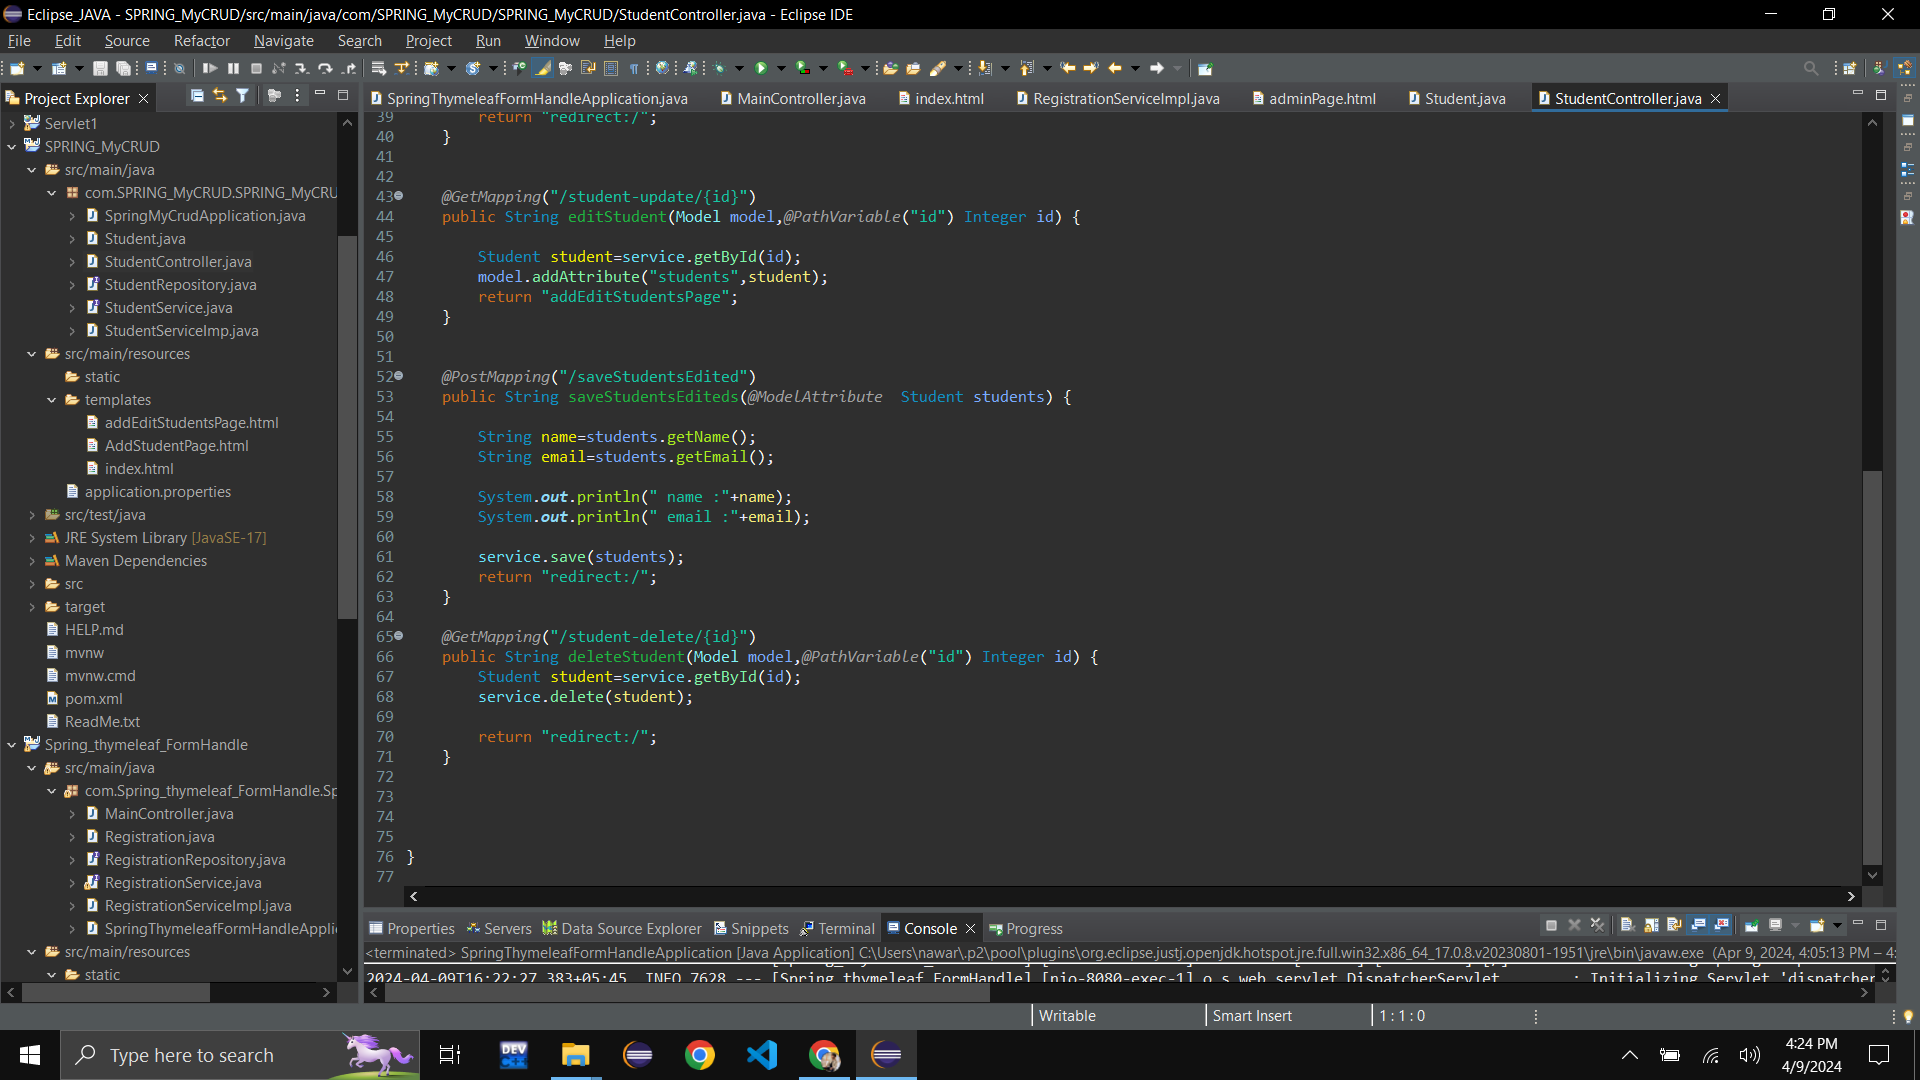 Eclipse_JAVA - SPRING_MyCRUD/src/main/java/com/SPRING_MyCRUD/SPRING_MyCRUD/StudentController.java - Eclipse IDE
File Edit Source Refactor Navigate Search Project Run Window Help
Project Explorer
SpringThymeleafFormHandleApplication.java MainController.java index.html RegistrationServiceImpl.java adminPage.html Student.java StudentController.java
Servlet1
SPRING_MyCRUD
src/main/java
com.SPRING_MyCRUD.SPRING_MyCRU
SpringMyCrudApplication.java
Student.java
StudentController.java
StudentRepository.java
StudentService.java
StudentServiceImp.java
src/main/resources
static
templates
addEditStudentsPage.html
AddStudentPage.html
index.html
application.properties
src/test/java
JRE System Library [JavaSE-17]
Maven Dependencies
src
target
HELP.md
mvnw
mvnw.cmd
pom.xml
ReadMe.txt
Spring_thymeleaf_FormHandle
src/main/java
com.Spring_thymeleaf_FormHandle.Sp
MainController.java
Registration.java
RegistrationRepository.java
RegistrationService.java
RegistrationServiceImpl.java
SpringThymeleafFormHandleAppli
src/main/resources
static
39 return "redirect:/";
40 }
41
42
43 @GetMapping("/student-update/{id}")
44 public String editStudent(Model model,@PathVariable("id") Integer id) {
45
46 Student student=service.getById(id);
47 model.addAttribute("students",student);
48 return "addEditStudentsPage";
49 }
50
51
52 @PostMapping("/saveStudentsEdited")
53 public String saveStudentsEditeds(@ModelAttribute  Student students) {
54
55 String name=students.getName();
56 String email=students.getEmail();
57
58 System.out.println(" name :"+name);
59 System.out.println(" email :"+email);
60
61 service.save(students);
62 return "redirect:/";
63 }
64
65 @GetMapping("/student-delete/{id}")
66 public String deleteStudent(Model model,@PathVariable("id") Integer id) {
67 Student student=service.getById(id);
68 service.delete(student);
69
70 return "redirect:/";
71 }
72
73
74
75
76 }
77
Properties Servers Data Source Explorer Snippets Terminal Console Progress
<terminated> SpringThymeleafFormHandleApplication [Java Application] C:\Users\nawar\.p2\pool\plugins\org.eclipse.justj.openjdk.hotspot.jre.full.win32.x86_64_17.0.8.v20230801-1951\jre\bin\javaw.exe (Apr 9, 2024, 4:05:13 PM – 4:
2024-04-09T16:22:27.383+05:45 INFO 7628 --- [Spring_thymeleaf_FormHandle] [nio-8080-exec-1] o.s.web.servlet.DispatcherServlet : Initializing Servlet 'dispatcher
Writable Smart Insert 1 : 1 : 0
Type here to search
DEV
4:24 PM
4/9/2024